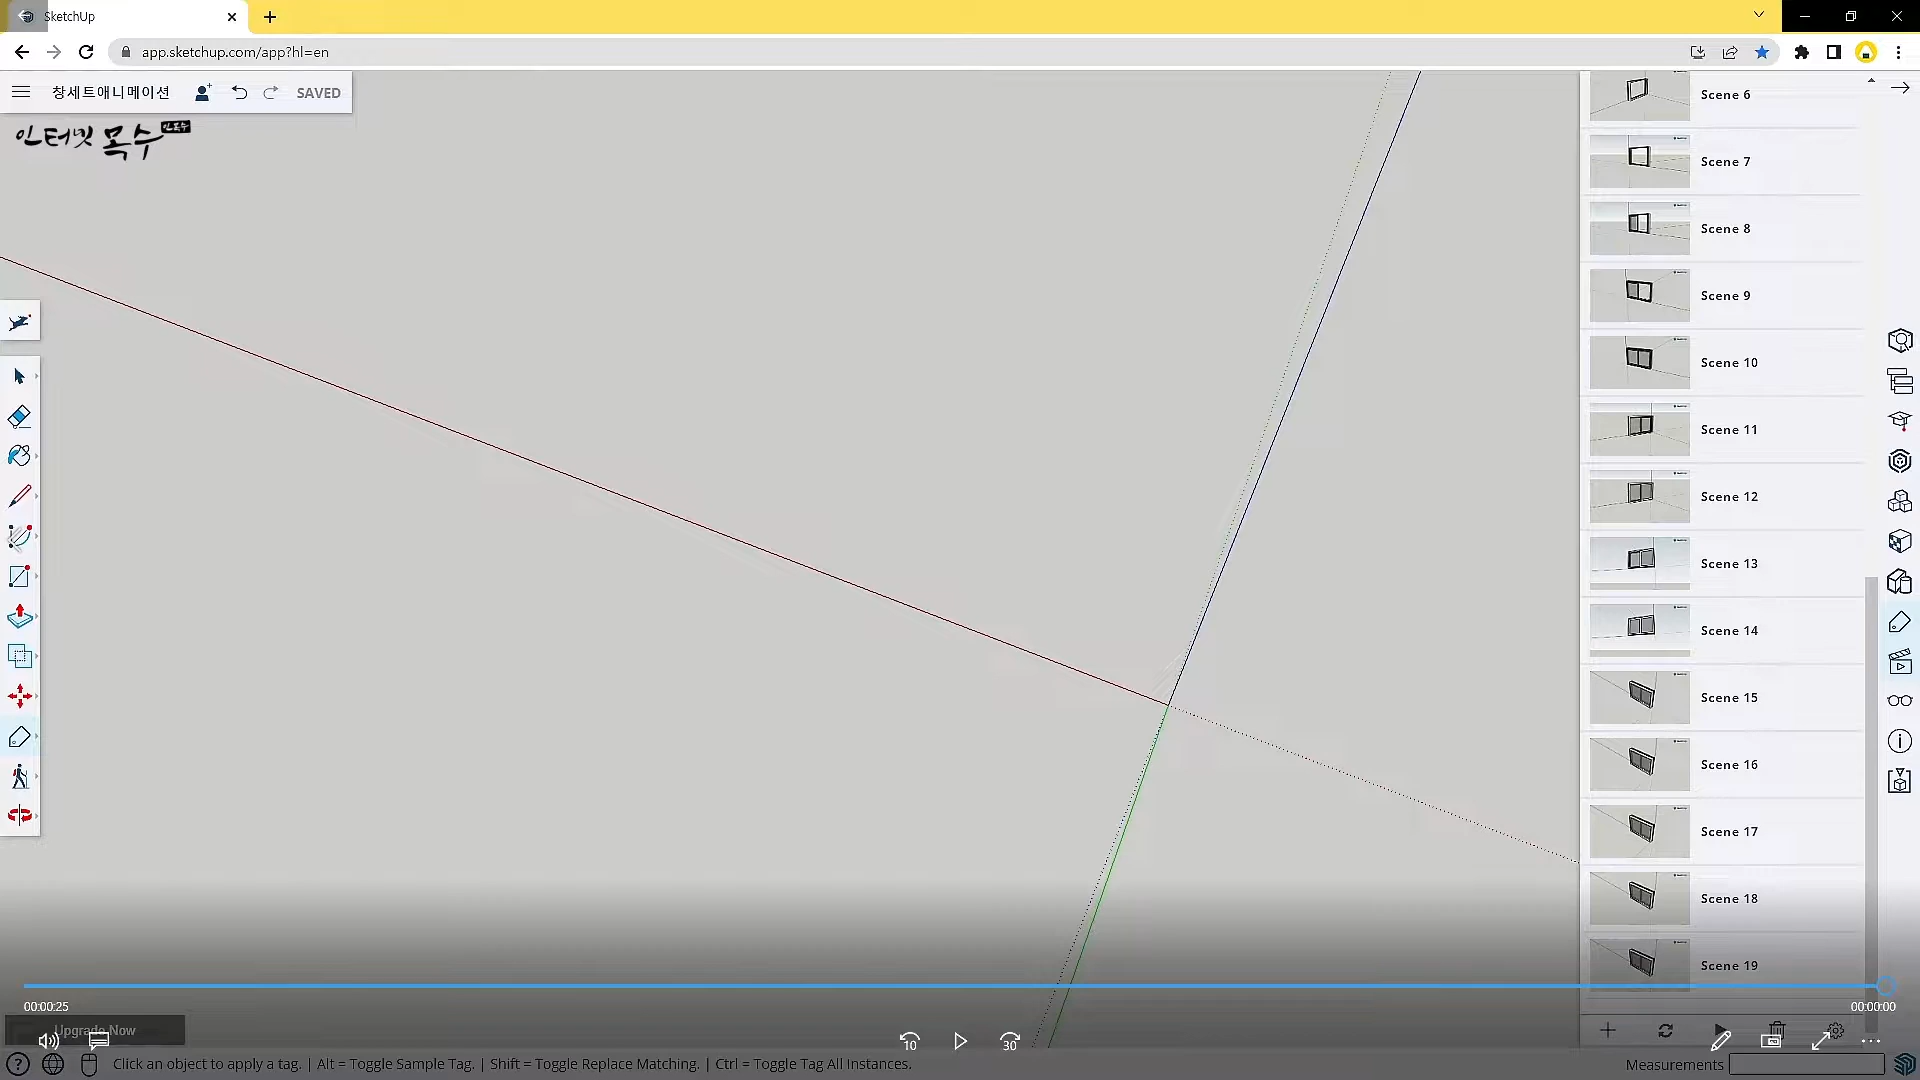 SketchUp
app.sketchup.com/app?hl=en
창세트애니메이션
SAVED
인터넷 목수
Scene 6
Scene 7
Scene 8
Scene 9
Scene 10
Scene 11
Scene 12
Scene 13
Scene 14
Scene 15
Scene 16
Scene 17
Scene 18
Scene 19
00:00:25
00:00:00
Upgrade Now
10
30
Click an object to apply a tag. | Alt = Toggle Sample Tag. | Shift = Toggle Replace Matching. | Ctrl = Toggle Tag All Instances.
Measurements